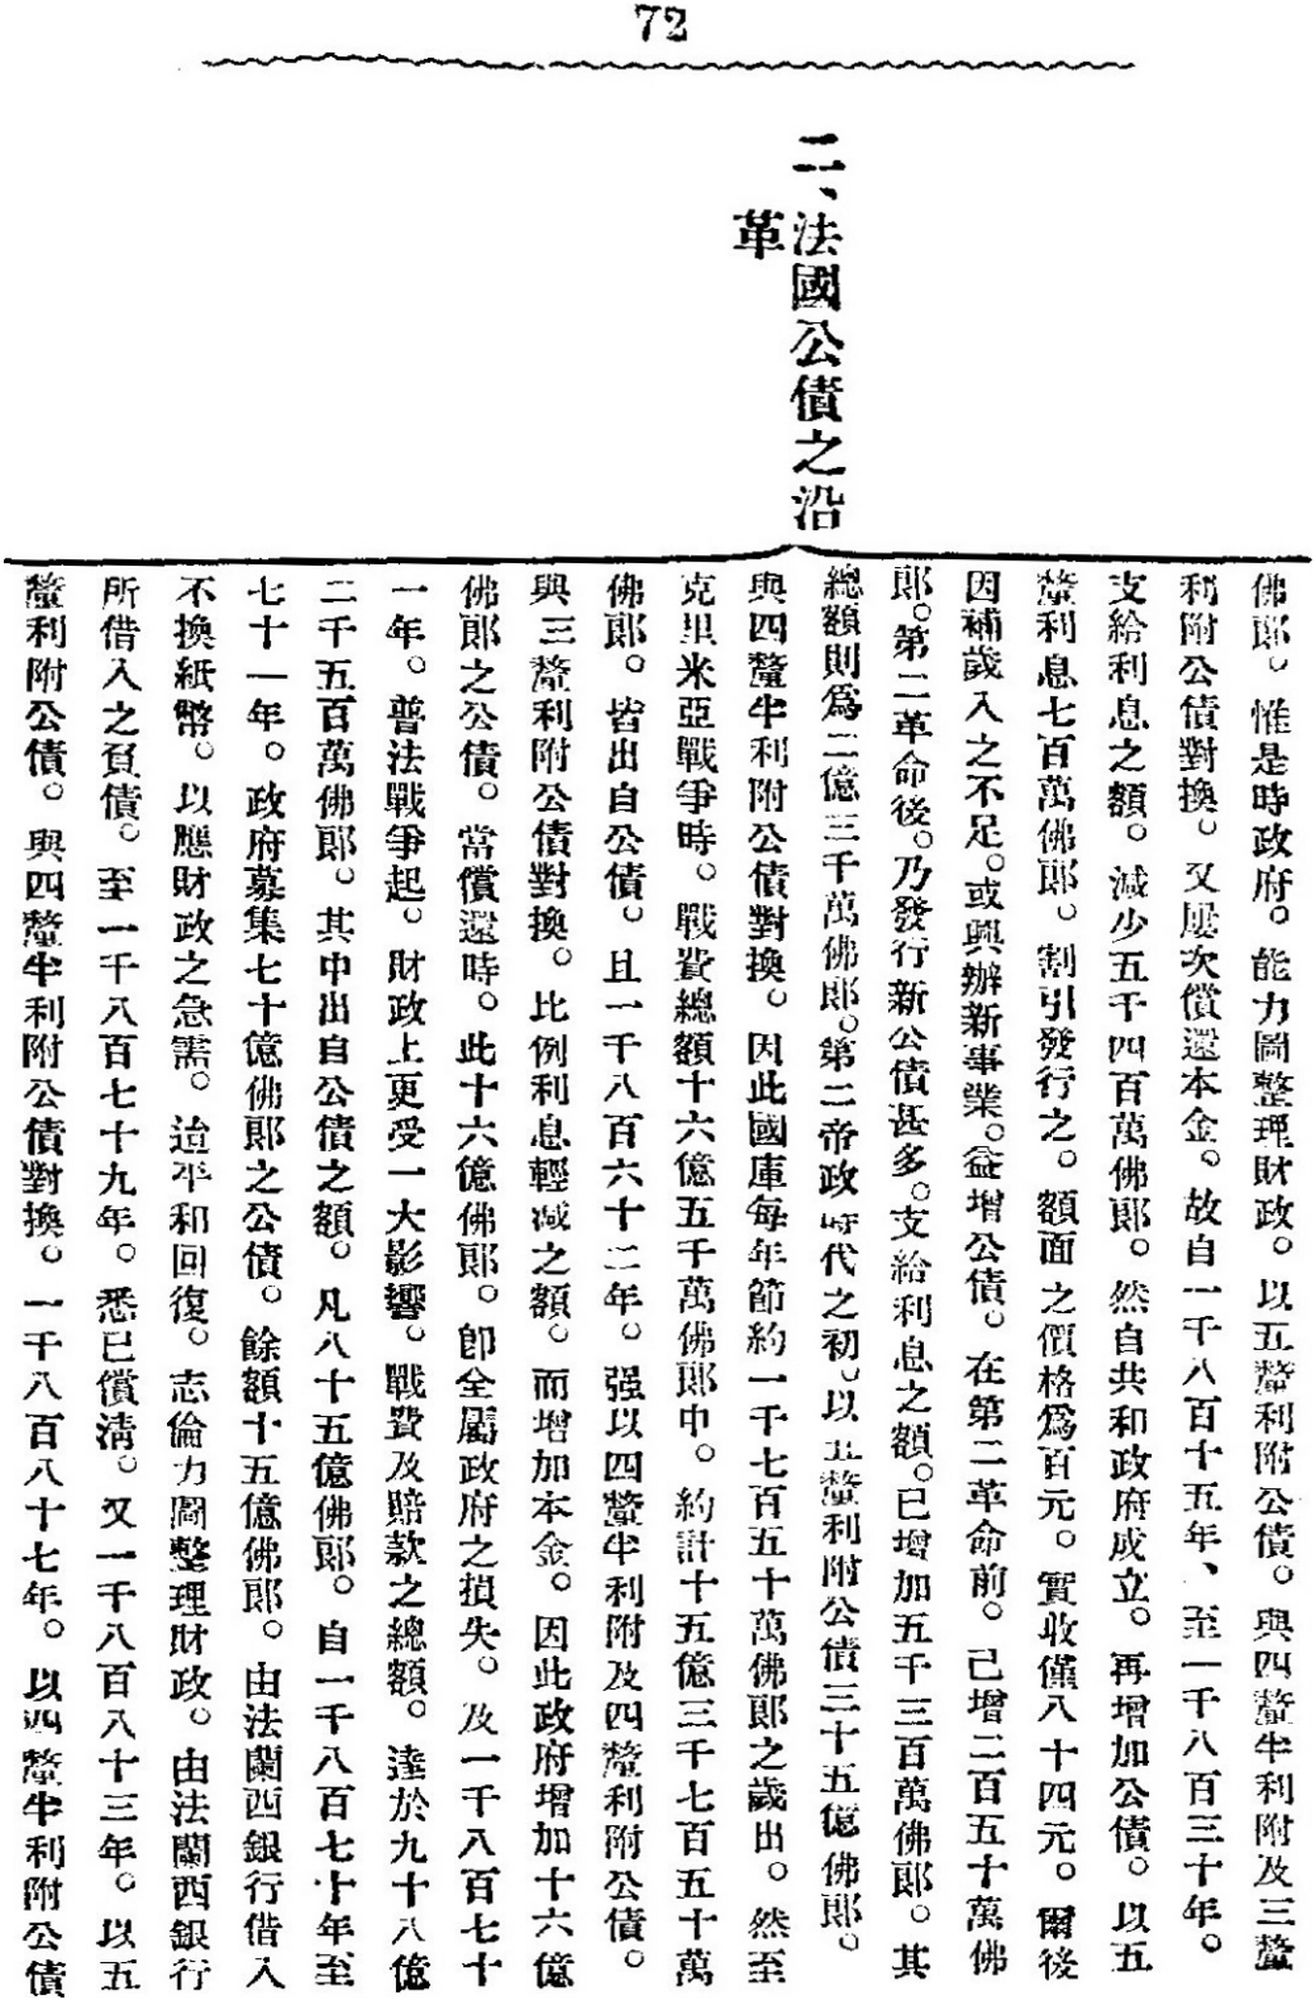 72
二、法國公債之沿
革
佛郎。惟是時政府。能力圖整理財政。以五釐利附公債。與四釐半利附及三釐
利附公債對換。又屢次償還本金。故自一千八百十五年、至一千八百三十年。
支給利息之額。減少五千四百萬佛郎。然自共和政府成立。再增加公債。以五
釐利息七百萬佛郎。割引發行之。額面之價格爲百元。實收僅八十四元。爾後
因補歲入之不足。或興辦新事業。益增公債。在第二革命前。己增二百五十萬佛
郎。第二革命後。乃發行新公債甚多。支給利息之額。已增加五千三百萬佛郎。其
總額則爲二億三千萬佛郎。第二帝政時代之初。以五釐利附公債三十五億佛郎。
與四釐半利附公債對換。因此國庫每年節約一千七百五十萬佛郎之歲出。然至
克里米亞戰爭時。戰費總額十六億五千萬佛郎中。約計十五億三千七百五十萬
佛郎。皆出自公債。且一千八百六十二年。强以四釐半利附及四釐利附公債。
與三釐利附公債對換。比例利息輕減之額。而增加本金。因此政府增加十六億
佛郎之公債。當償還時。此十六億佛郎。卽全屬政府之損失。及一千八百七十
一年。普法戰爭起。財政上更受一大影響。戰費及賠款之總額。達於九十八億
二千五百萬佛郎。其中出自公債之額。凡八十五億佛郎。自一千八百七十年至
七十一年。政府募集七十億佛郎之公債。餘額十五億佛郎。由法蘭西銀行借入
不換紙幣。以應財政之急需。迨平和回復。志倫力圖整理財政。由法蘭西銀行
所借入之負債。至一千八百七十九年。悉已償清。又一千八百八十三年。以五
釐利附公債。與四釐半利附公債對換。一千八百八十七年。以四釐半利附公債